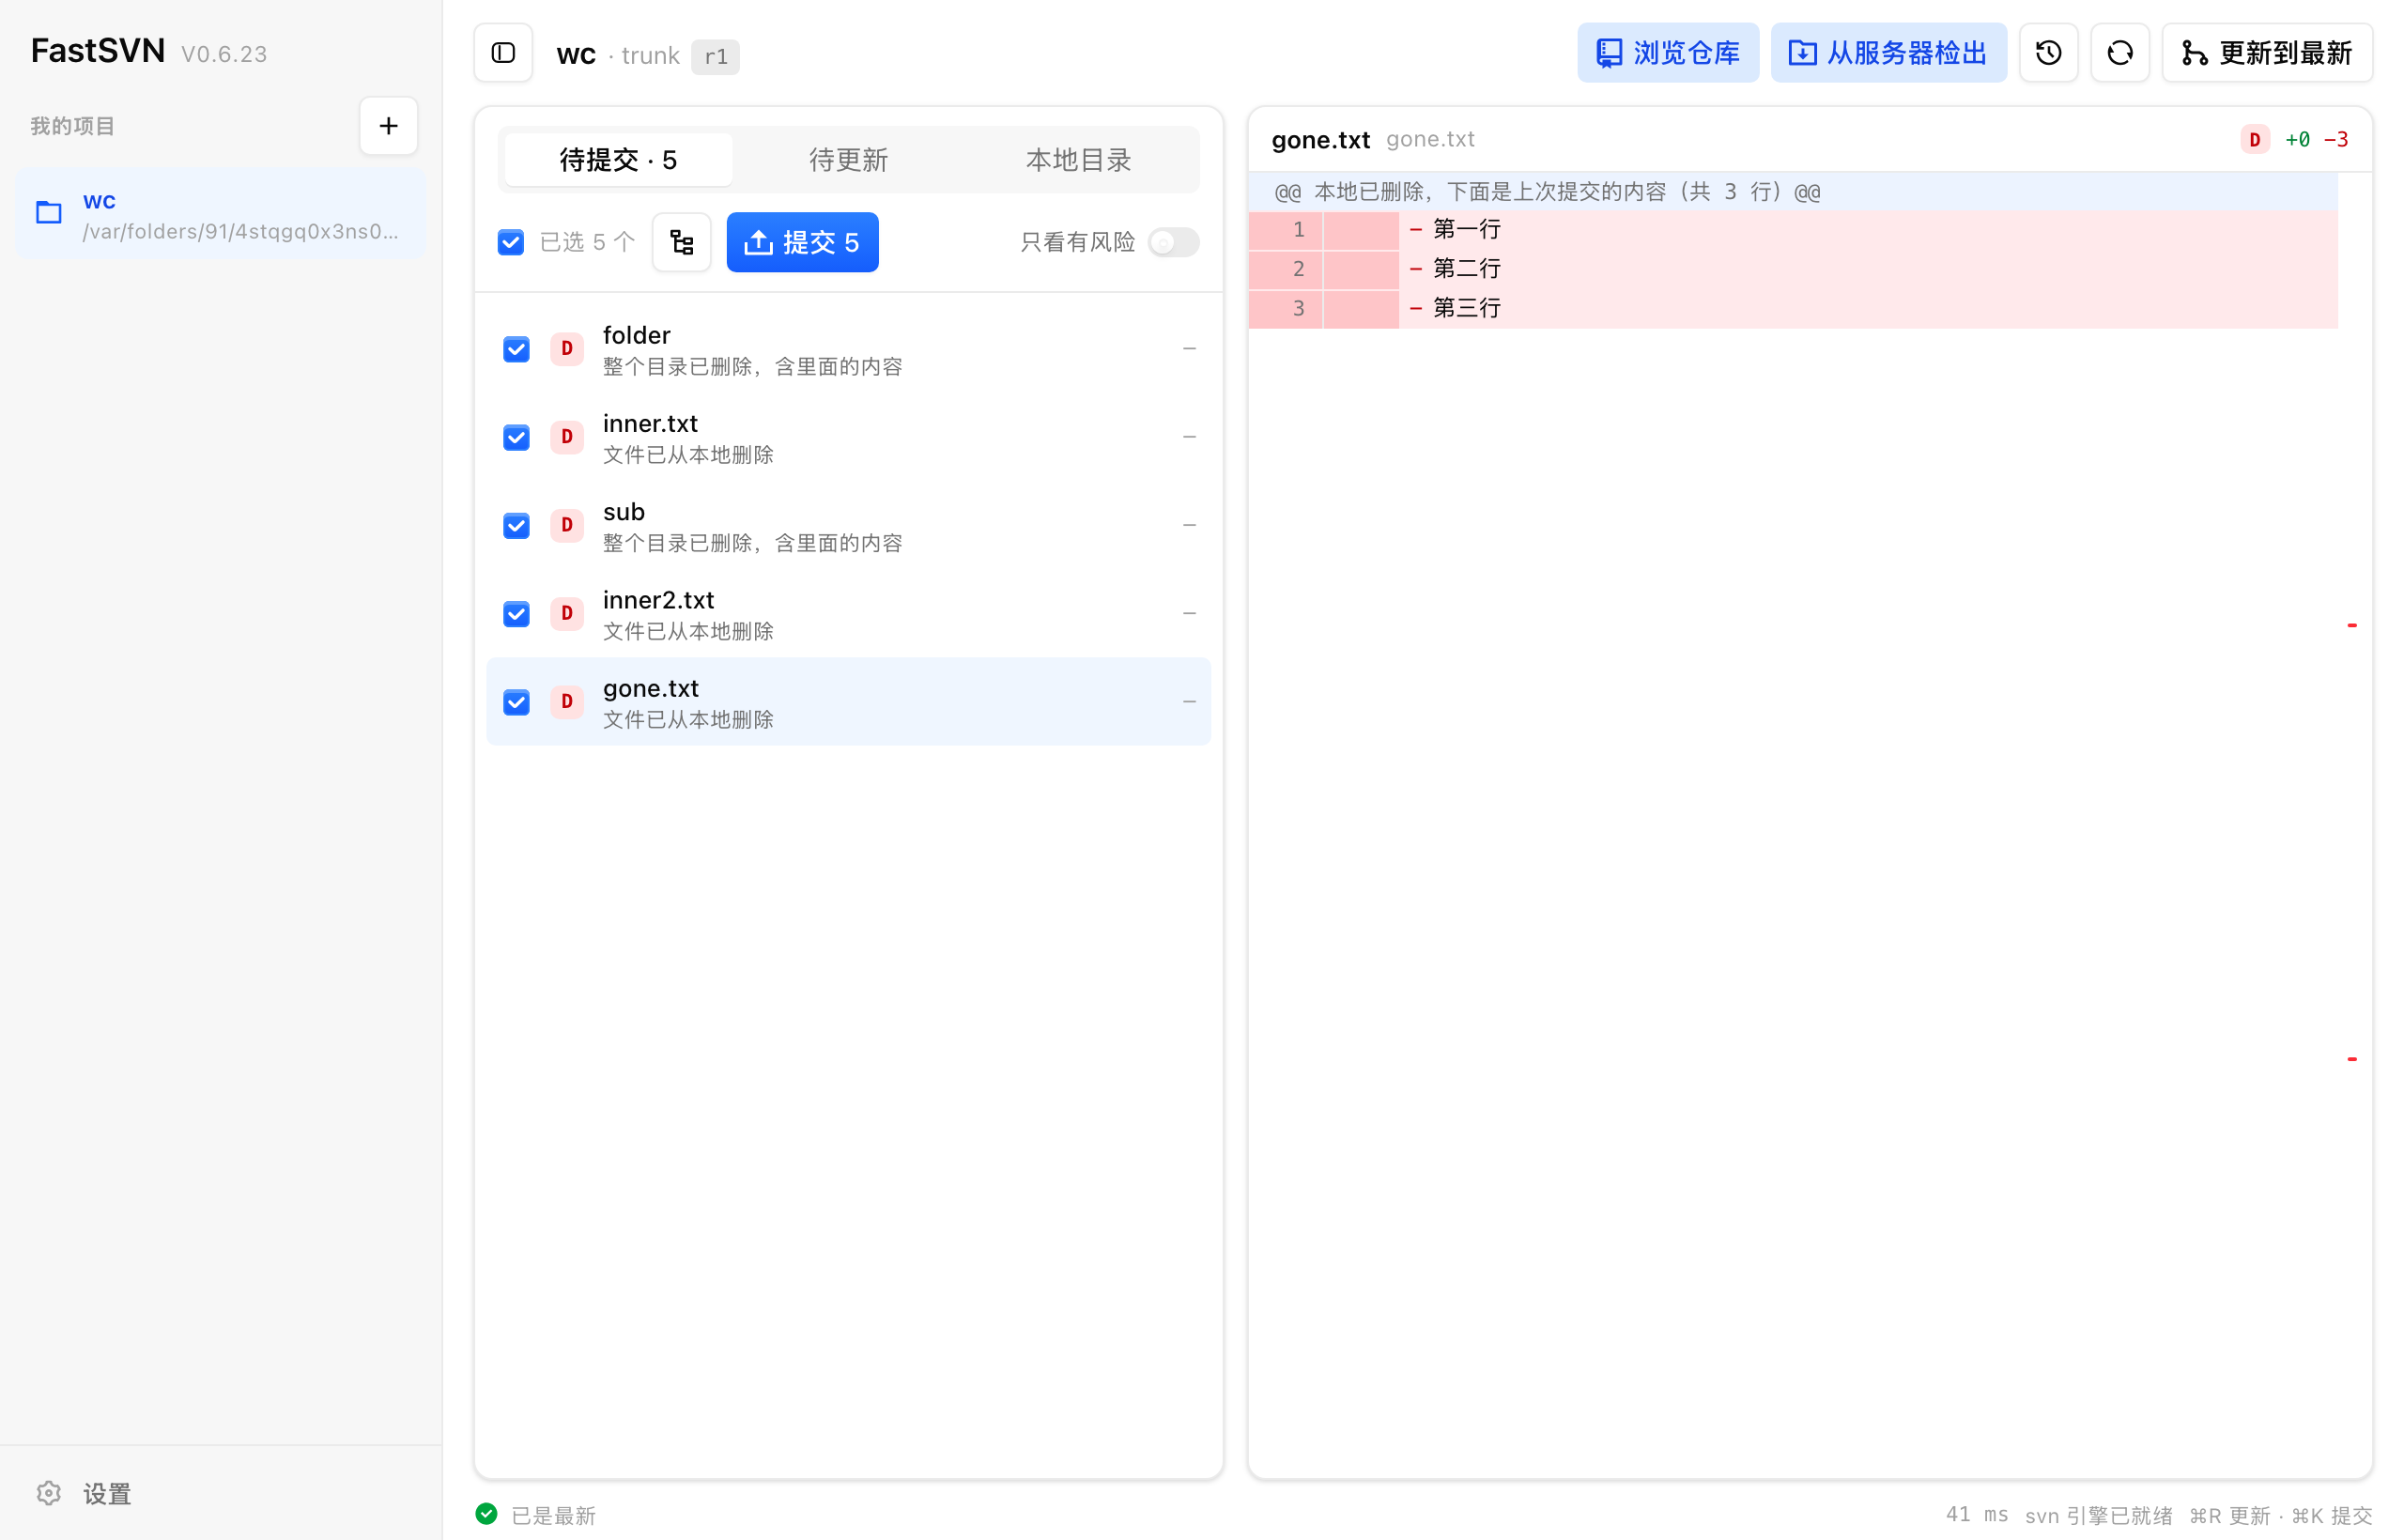 FastSVN V0.6.23
我的项目
wc
/var/folders/91/4stqgq0x3ns0...
设置
wc · trunk r1
浏览仓库
从服务器检出
更新到最新
待提交 · 5
待更新
本地目录
已选 5 个
提交 5
只看有风险
D folder –
整个目录已删除，含里面的内容
D inner.txt –
文件已从本地删除
D sub –
整个目录已删除，含里面的内容
D inner2.txt –
文件已从本地删除
D gone.txt –
文件已从本地删除
gone.txt gone.txt D +0 −3
@@ 本地已删除，下面是上次提交的内容（共 3 行）@@
1 − 第一行
2 − 第二行
3 − 第三行
已是最新
41 ms svn 引擎已就绪 ⌘R 更新 · ⌘K 提交